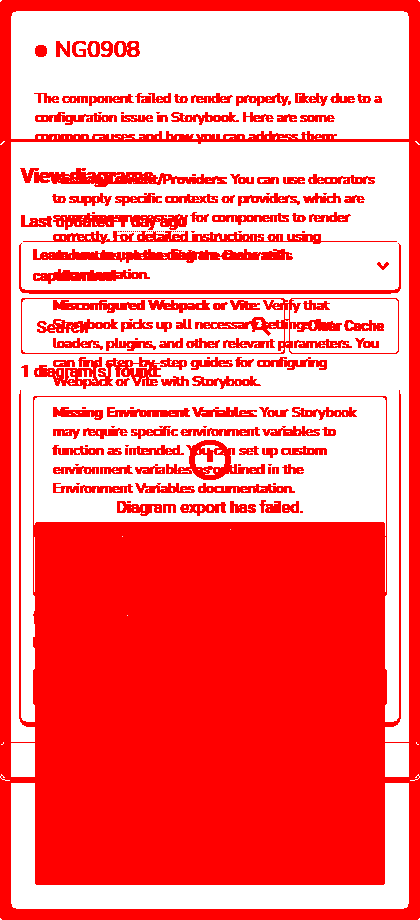 NG0908
The component failed to render properly, likely due to a
configuration issue in Storybook. Here are some
common causes and how you can address them:
View diagrams
/Providers: You can use decorators
to supply specific contexts or providers, which are
Last updated 1 day ago
for components to render
correctly. For detailed instructions on using
Misconfigured Webpack or Vite: Verify that
Search
Storybook picks up all necessary settings
Clear Cache
loaders, plugins, and other relevant parameters. You
can find step-by-step guides for configuring
1 diagram(s) found:
Webpack or Vite with Storybook.
Missing Environment Variables: Your Storybook
may require specific environment variables to
function as intended. You can set up custom
environment variables as outlined in the
Environment Variables documentation.
Diagram export has failed.